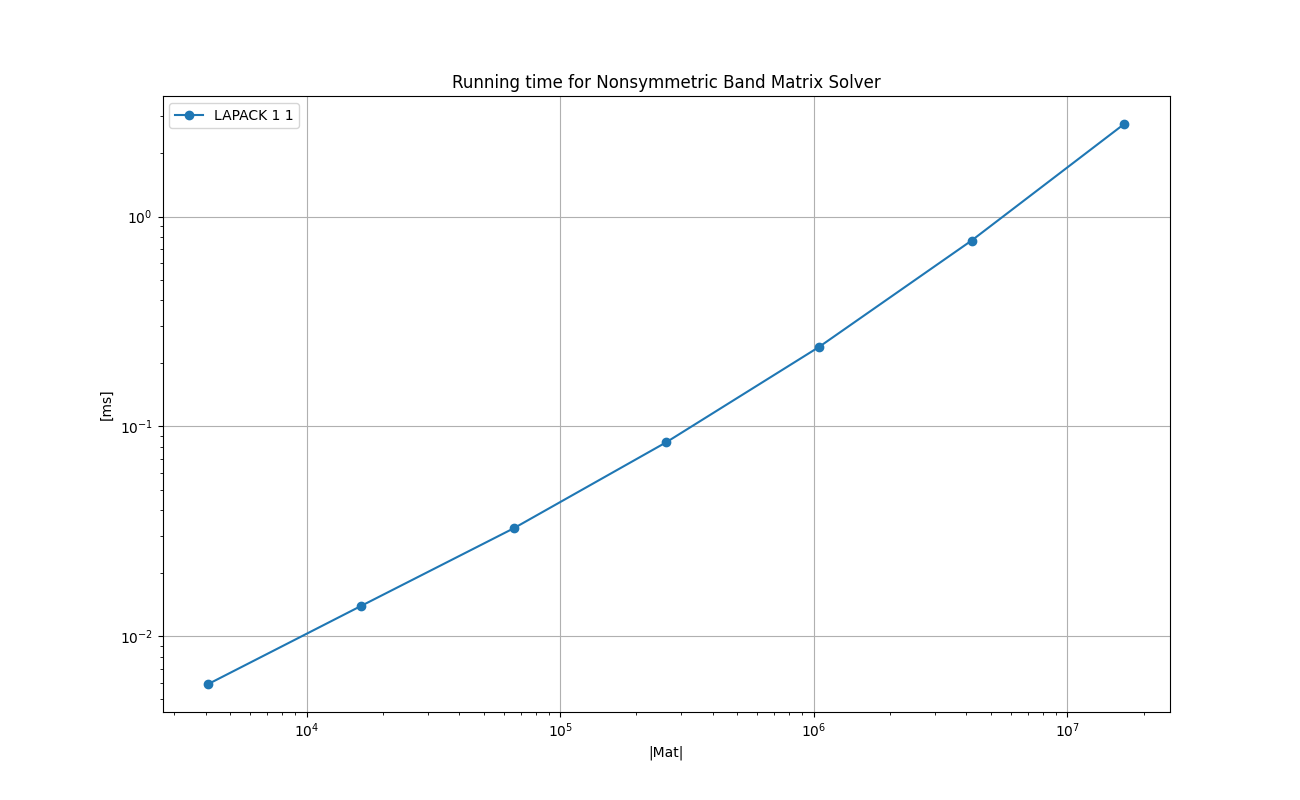 Running time for Nonsymmetric Band Matrix Solver
LAPACK 1 1
[ms]
10⁰
10⁻¹
10⁻²
10⁴ 10⁵ 10⁶ 10⁷
|Mat|